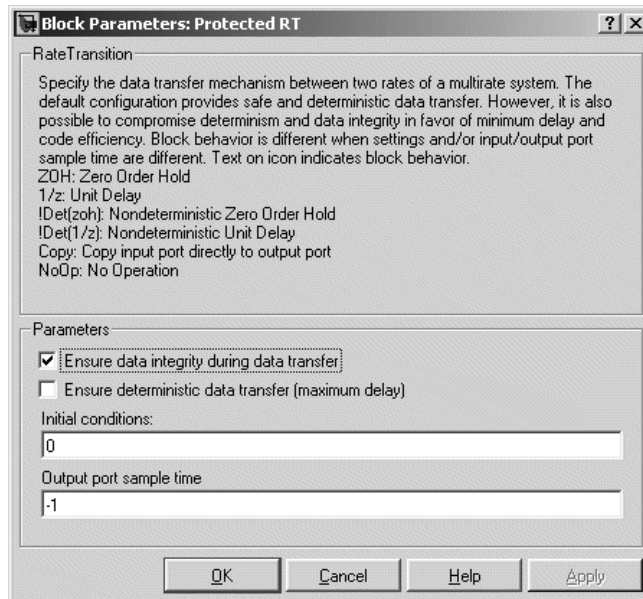 Block Parameters: Protected RT
RateTransition
Specify the data transfer mechanism between two rates of a multirate system. The
default configuration provides safe and deterministic data transfer. However, it is also
possible to compromise determinism and data integrity in favor of minimum delay and
code efficiency. Block behavior is different when settings and/or input/output port
sample time are different. Text on icon indicates block behavior.
ZOH: Zero Order Hold
1/z: Unit Delay
!Det(zoh): Nondeterministic Zero Order Hold
!Det(1/z): Nondeterministic Unit Delay
Copy: Copy input port directly to output port
NoOp: No Operation
Parameters
Ensure data integrity during data transfer
Ensure deterministic data transfer (maximum delay)
Initial conditions:
0
Output port sample time
-1
OK Cancel Help Apply